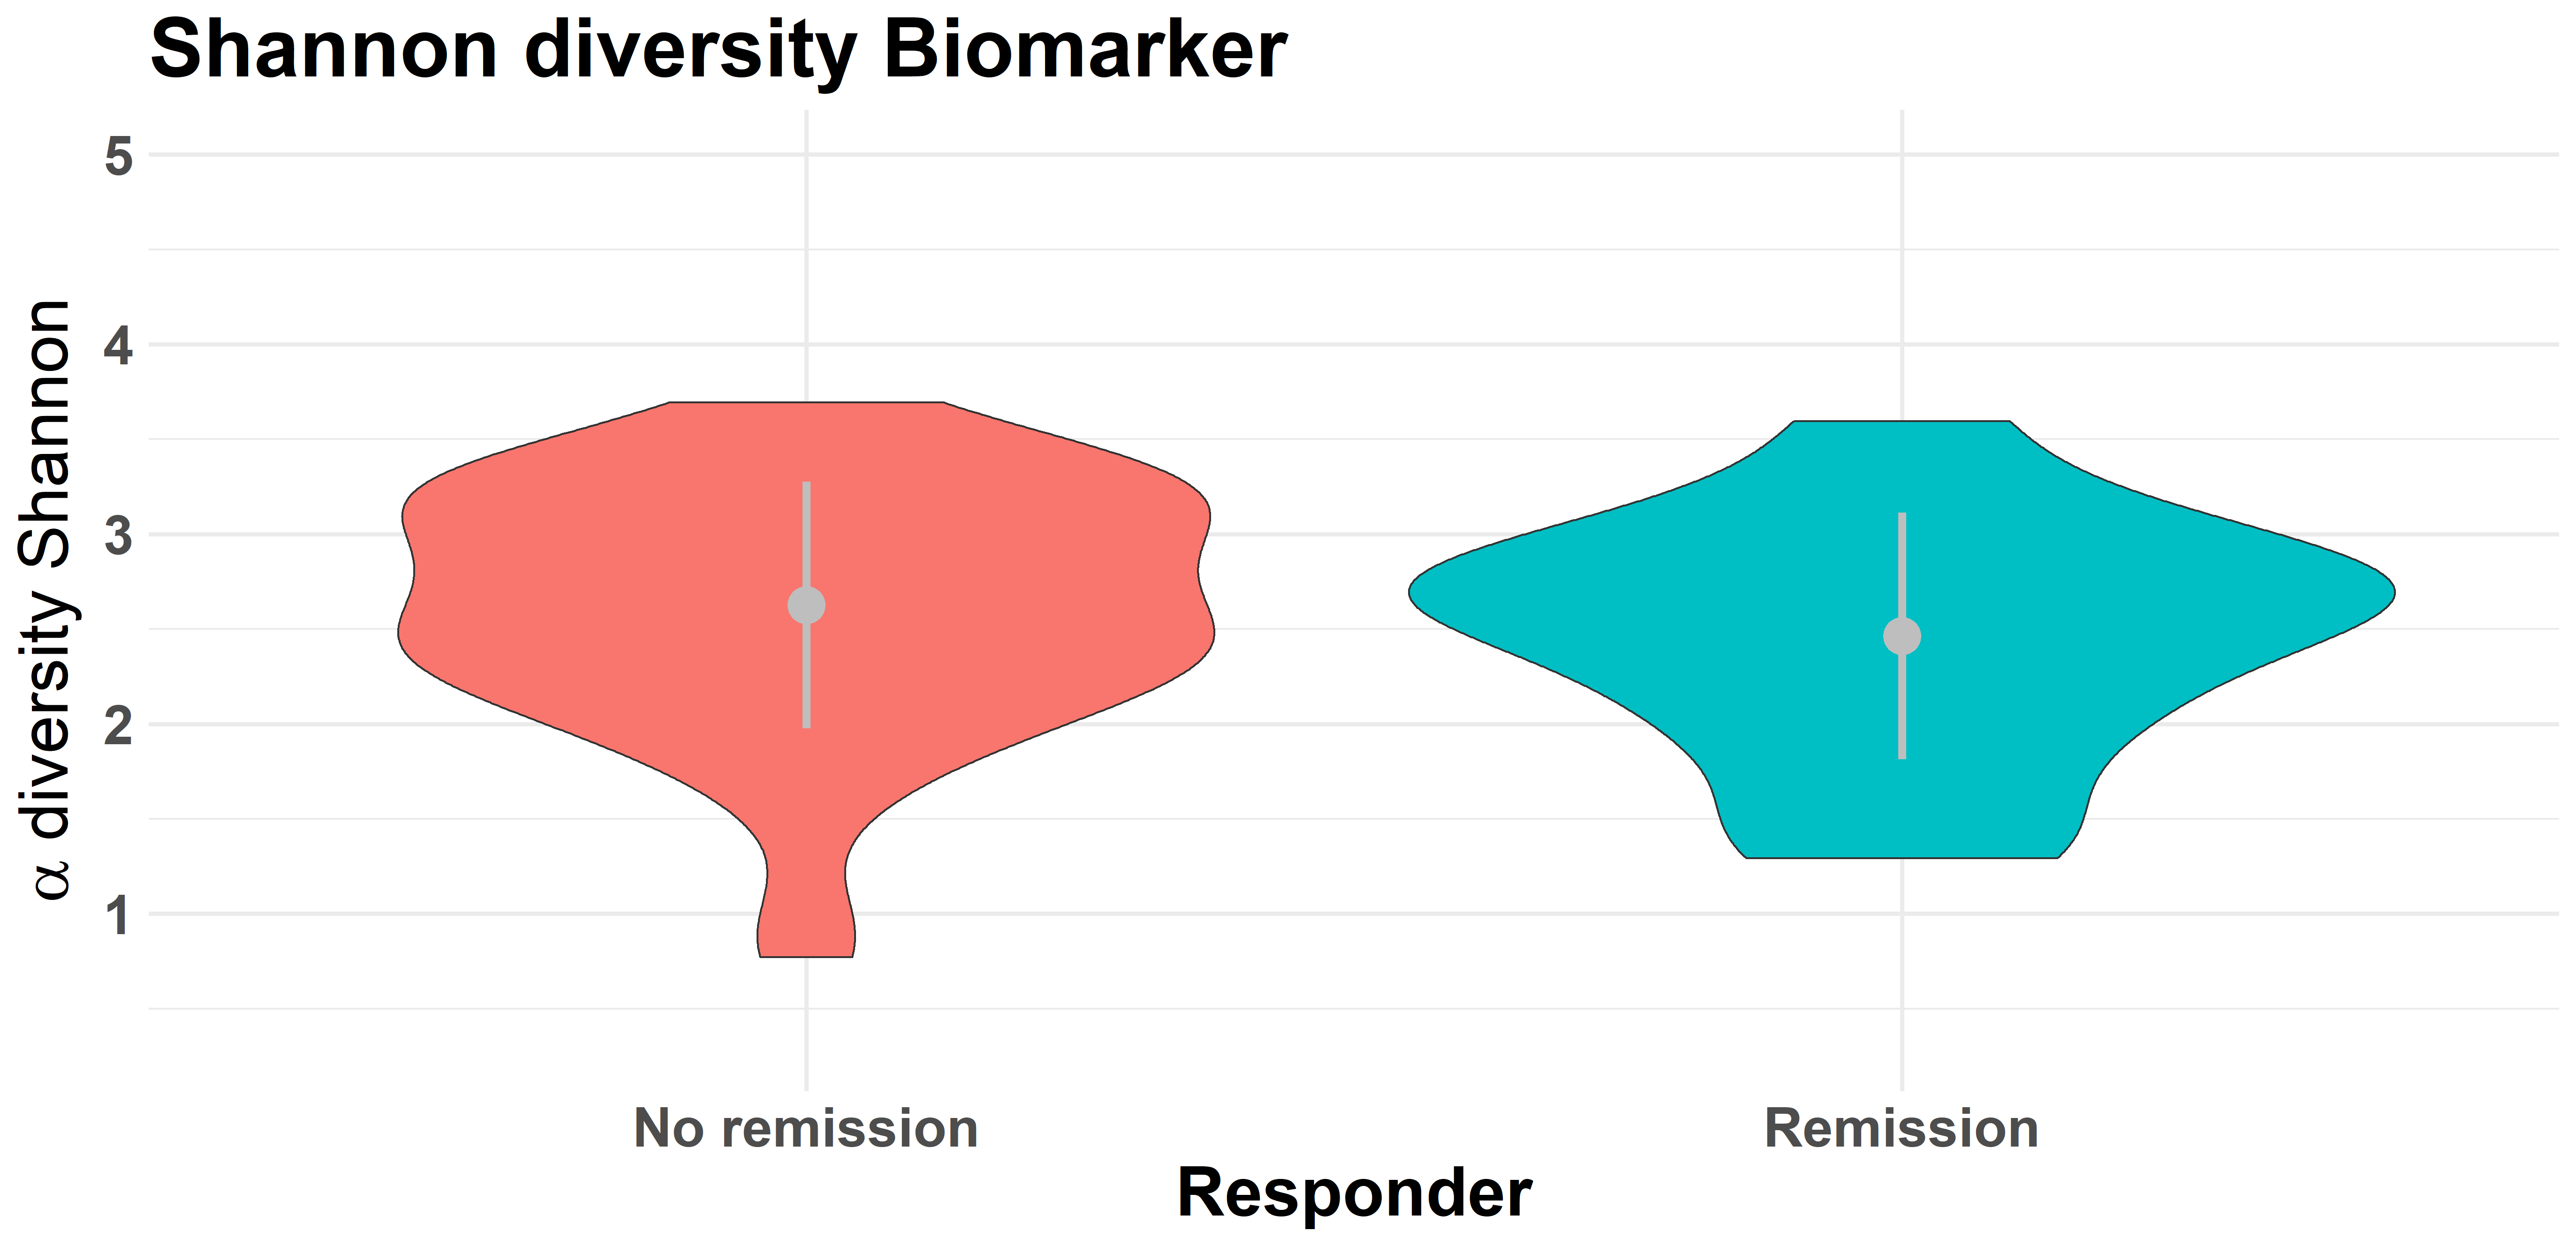 Shannon diversity Biomarker
α diversity Shannon
5
4
3
2
1
No remission
Remission
Responder